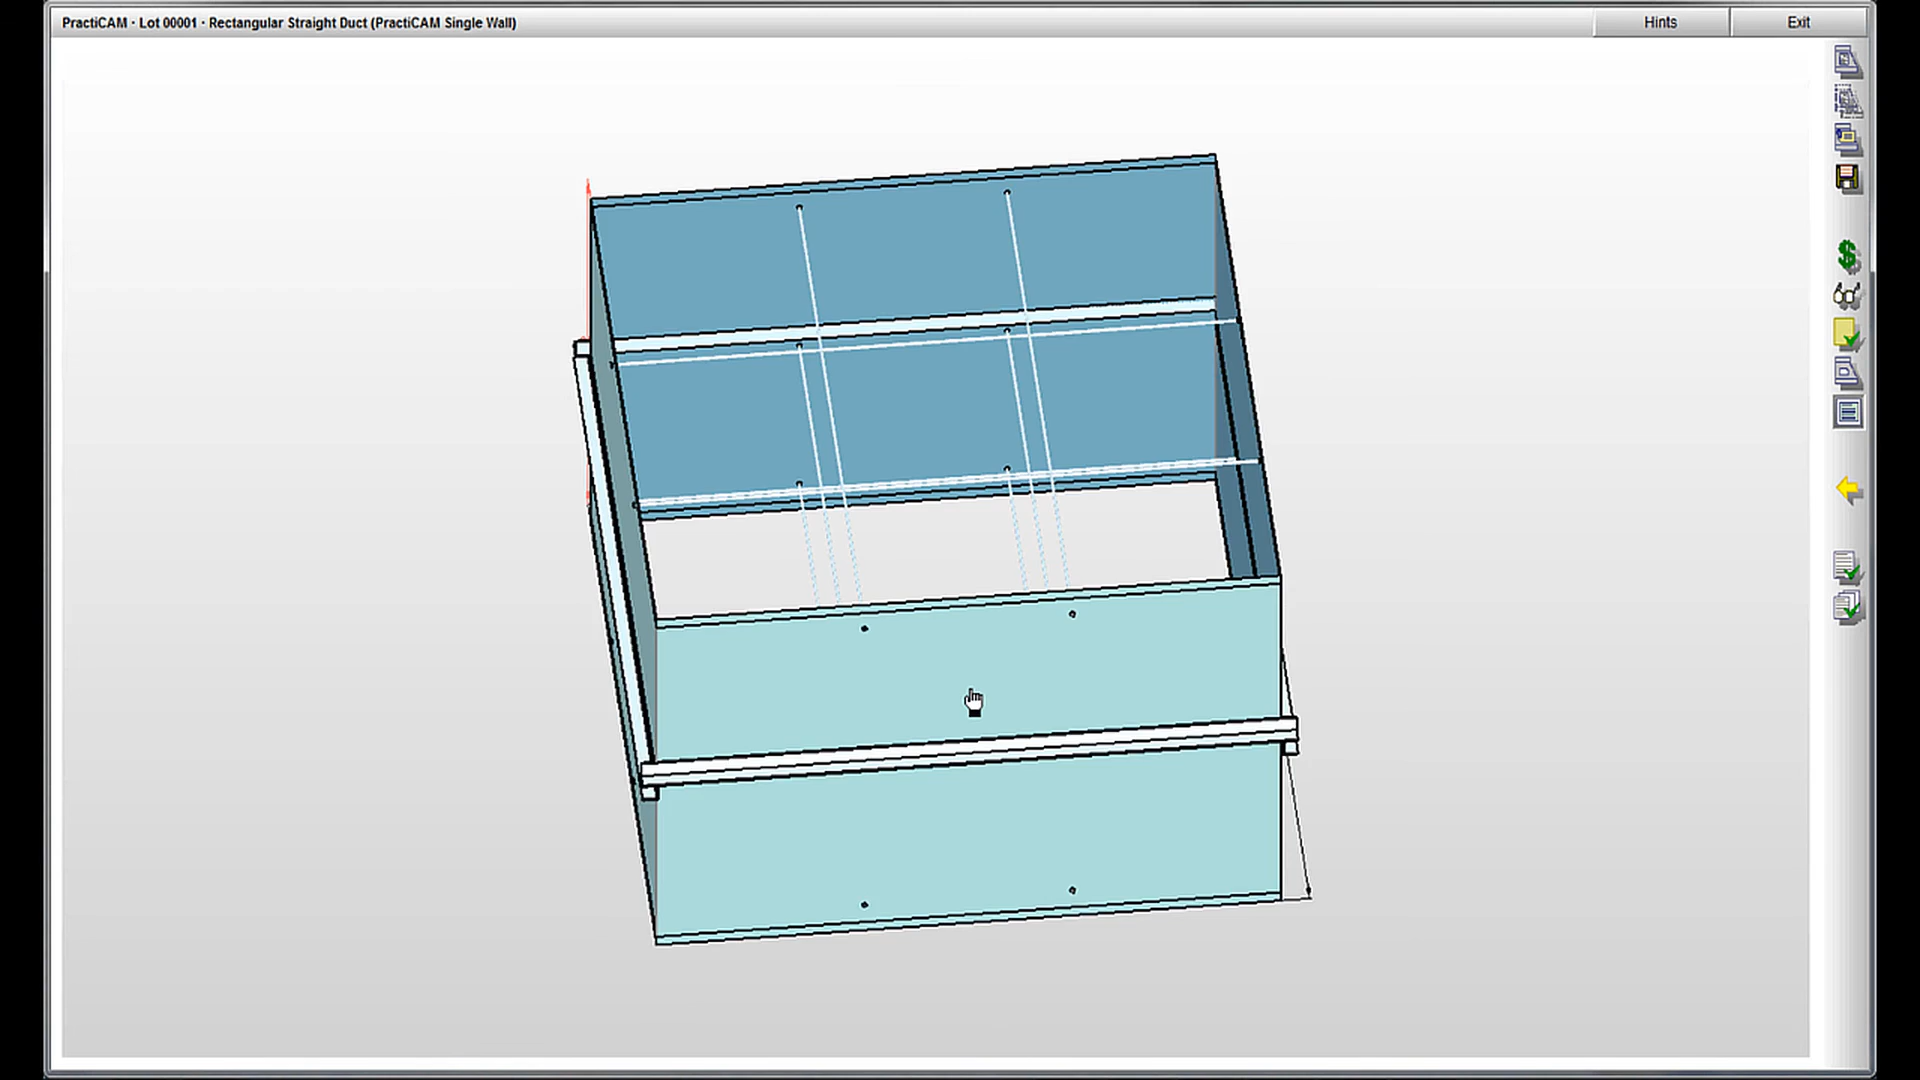 PractiCAM - Lot 00001 - Rectangular Straight Duct (PractiCAM Single Wall)
Hints
Exit